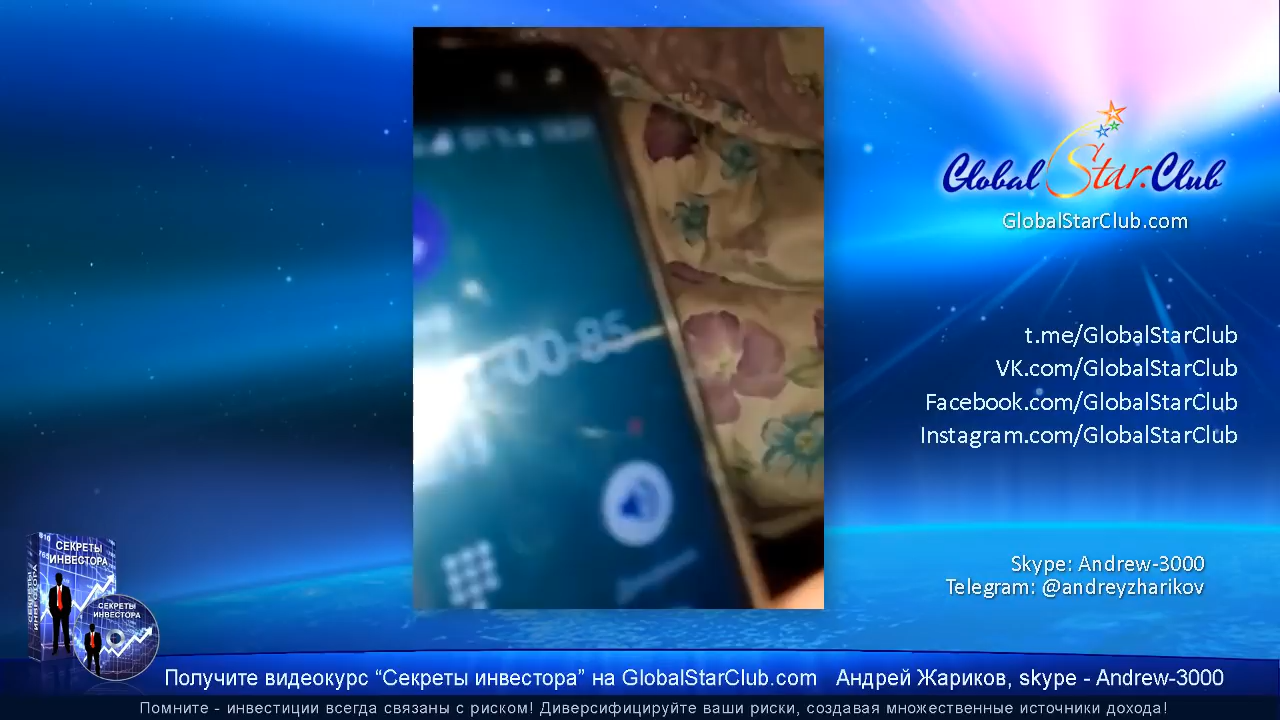 Global Star.Club
GlobalStarClub.com
t.me/GlobalStarClub
VK.com/GlobalStarClub
Facebook.com/GlobalStarClub
Instagram.com/GlobalStarClub
Skype: Andrew-3000
Telegram: @andreyzharikov
СЕКРЕТЫ
ИНВЕСТОРА
СЕКРЕТЫ
ИНВЕСТОРА
Получите видеокурс “Секреты инвестора” на GlobalStarClub.com Андрей Жариков, skype - Andrew-3000
Помните - инвестиции всегда связаны с риском! Диверсифицируйте ваши риски, создавая множественные источники дохода!